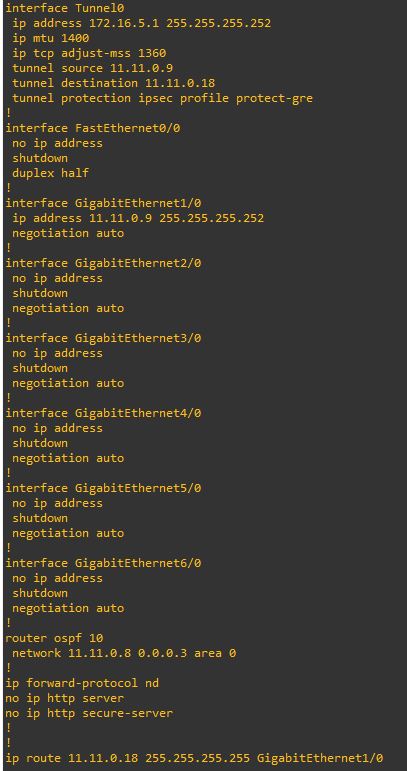 interface Tunnel0
 ip address 172.16.5.1 255.255.255.252
 ip mtu 1400
 ip tcp adjust-mss 1360
 tunnel source 11.11.0.9
 tunnel destination 11.11.0.18
 tunnel protection ipsec profile protect-gre
!
interface FastEthernet0/0
 no ip address
 shutdown
 duplex half
!
interface GigabitEthernet1/0
 ip address 11.11.0.9 255.255.255.252
 negotiation auto
!
interface GigabitEthernet2/0
 no ip address
 shutdown
 negotiation auto
!
interface GigabitEthernet3/0
 no ip address
 shutdown
 negotiation auto
!
interface GigabitEthernet4/0
 no ip address
 shutdown
 negotiation auto
!
interface GigabitEthernet5/0
 no ip address
 shutdown
 negotiation auto
!
interface GigabitEthernet6/0
 no ip address
 shutdown
 negotiation auto
!
router ospf 10
 network 11.11.0.8 0.0.0.3 area 0
!
ip forward-protocol nd
no ip http server
no ip http secure-server
!
!
ip route 11.11.0.18 255.255.255.255 GigabitEthernet1/0